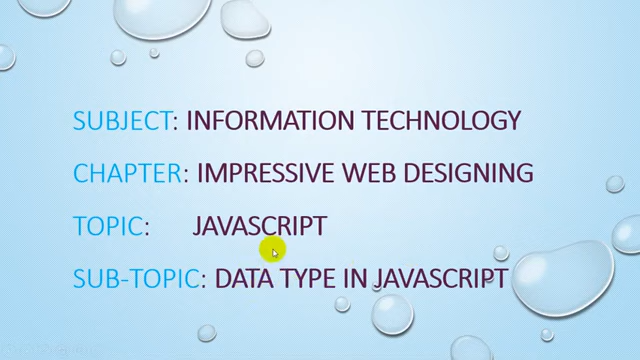 SUBJECT: INFORMATION TECHNOLOGY
CHAPTER: IMPRESSIVE WEB DESIGNING
TOPIC: JAVASCRIPT
SUB-TOPIC: DATA TYPE IN JAVASCRIPT